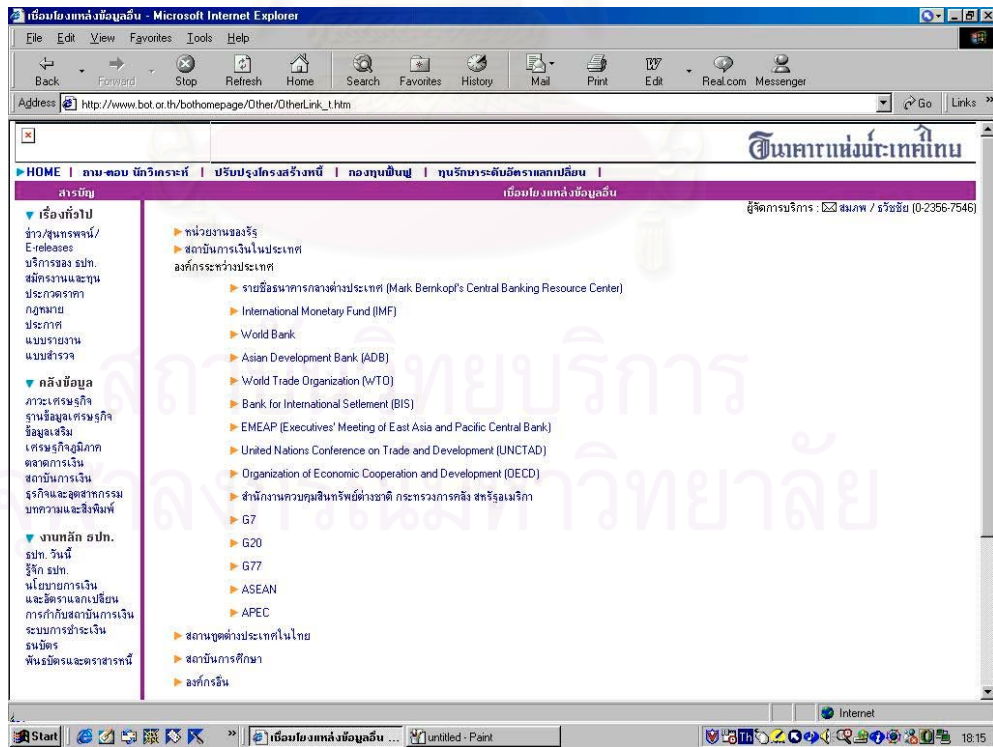 เชื่อมโยงแหล่งข้อมูลอื่น - Microsoft Internet Explorer
File Edit View Favorites Tools Help
Back Forward Stop Refresh Home Search Favorites History Mail Print Edit Real.com Messenger
Address http://www.bot.or.th/bothomepage/Other/OtherLink_t.htm Go Links »
ธนาคารแห่งประเทศไทย
HOME | ถาม-ตอบ นักวิเคราะห์ | ปรับปรุงโครงสร้างหนี้ | กองทุนฟื้นฟู | ทุนรักษาระดับอัตราแลกเปลี่ยน |
สารบัญ
เชื่อมโยงแหล่งข้อมูลอื่น
ผู้จัดการบริการ : สมภพ / ธวัชชัย (0-2356-7546)
เรื่องทั่วไป
ข่าว/สุนทรพจน์/
E-releases
บริการของ ธปท.
สมัครงานและทุน
ประกวดราคา
กฎหมาย
ประกาศ
แบบรายงาน
แบบสำรวจ
คลังข้อมูล
ภาวะเศรษฐกิจ
ฐานข้อมูลเศรษฐกิจ
ข้อมูลเสริม
เศรษฐกิจภูมิภาค
ตลาดการเงิน
สถาบันการเงิน
ธุรกิจและอุตสาหกรรม
บทความและสิ่งพิมพ์
งานหลัก ธปท.
ธปท. วันนี้
รู้จัก ธปท.
นโยบายการเงิน
และอัตราแลกเปลี่ยน
การกำกับสถาบันการเงิน
ระบบการชำระเงิน
ธนบัตร
พันธบัตรและตราสารหนี้
หน่วยงานของรัฐ
สถาบันการเงินในประเทศ
องค์กรระหว่างประเทศ
รายชื่อธนาคารกลางต่างประเทศ (Mark Bernkopf's Central Banking Resource Center)
International Monetary Fund (IMF)
World Bank
Asian Development Bank (ADB)
World Trade Organization (WTO)
Bank for International Setlement (BIS)
EMEAP (Executives' Meeting of East Asia and Pacific Central Bank)
United Nations Conference on Trade and Development (UNCTAD)
Organization of Economic Cooperation and Development (OECD)
สำนักงานควบคุมสินทรัพย์ต่างชาติ กระทรวงการคลัง สหรัฐอเมริกา
G7
G20
G77
ASEAN
APEC
สถานทูตต่างประเทศในไทย
สถาบันการศึกษา
องค์กรอื่น
สถาบันวิทยบริการ
จุฬาลงกรณ์มหาวิทยาลัย
Internet
Start » เชื่อมโยงแหล่งข้อมูลอื่น ... untitled - Paint Th 18:15